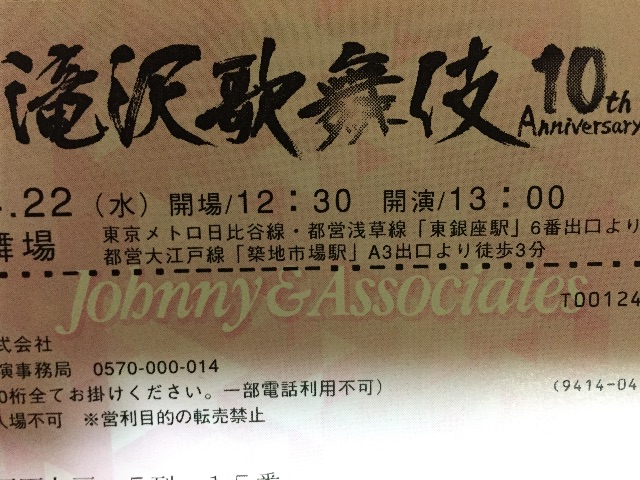 滝沢歌舞伎 10th Anniversary
.22（水）開場/12：30　開演/13：00
舞場　東京メトロ日比谷線・都営浅草線「東銀座駅」6番出口より
都営大江戸線「築地市場駅」A3出口より徒歩3分
Johnny&Associates
T00124
式会社
演事務局　0570-000-014
0桁全てお掛けください。一部電話利用不可）
（9414-04
入場不可　※営利目的の転売禁止
5列　15番